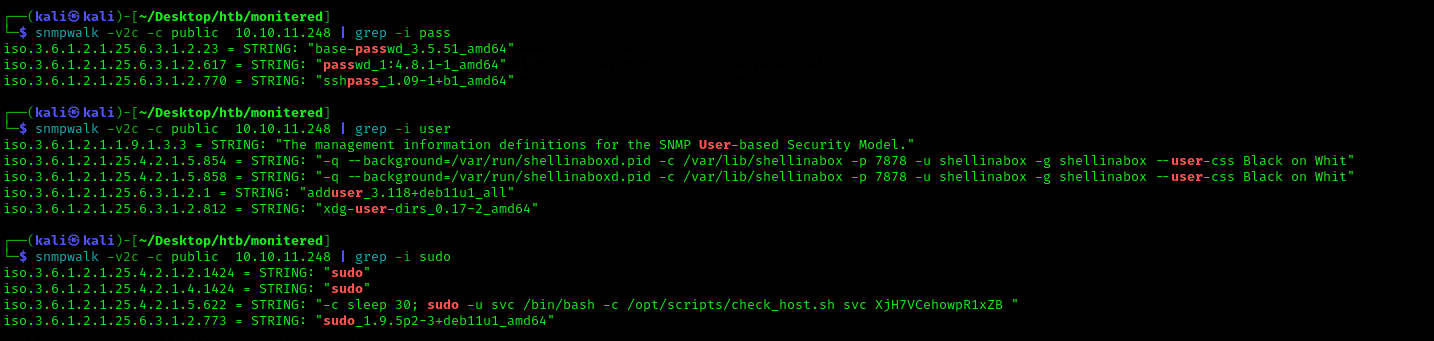 ┌──(kali㉿kali)-[~/Desktop/htb/monitered]
└─$ snmpwalk -v2c -c public  10.10.11.248 | grep -i pass
iso.3.6.1.2.1.25.6.3.1.2.23 = STRING: "base-passwd_3.5.51_amd64"
iso.3.6.1.2.1.25.6.3.1.2.617 = STRING: "passwd_1:4.8.1-1_amd64"
iso.3.6.1.2.1.25.6.3.1.2.770 = STRING: "sshpass_1.09-1+b1_amd64"
┌──(kali㉿kali)-[~/Desktop/htb/monitered]
└─$ snmpwalk -v2c -c public  10.10.11.248 | grep -i user
iso.3.6.1.2.1.1.9.1.3.3 = STRING: "The management information definitions for the SNMP User-based Security Model."
iso.3.6.1.2.1.25.4.2.1.5.854 = STRING: "-q --background=/var/run/shellinaboxd.pid -c /var/lib/shellinabox -p 7878 -u shellinabox -g shellinabox --user-css Black on Whit"
iso.3.6.1.2.1.25.4.2.1.5.858 = STRING: "-q --background=/var/run/shellinaboxd.pid -c /var/lib/shellinabox -p 7878 -u shellinabox -g shellinabox --user-css Black on Whit"
iso.3.6.1.2.1.25.6.3.1.2.1 = STRING: "adduser_3.118+deb11u1_all"
iso.3.6.1.2.1.25.6.3.1.2.812 = STRING: "xdg-user-dirs_0.17-2_amd64"
┌──(kali㉿kali)-[~/Desktop/htb/monitered]
└─$ snmpwalk -v2c -c public  10.10.11.248 | grep -i sudo
iso.3.6.1.2.1.25.4.2.1.2.1424 = STRING: "sudo"
iso.3.6.1.2.1.25.4.2.1.4.1424 = STRING: "sudo"
iso.3.6.1.2.1.25.4.2.1.5.622 = STRING: "-c sleep 30; sudo -u svc /bin/bash -c /opt/scripts/check_host.sh svc XjH7VCehowpR1xZB "
iso.3.6.1.2.1.25.6.3.1.2.773 = STRING: "sudo_1.9.5p2-3+deb11u1_amd64"